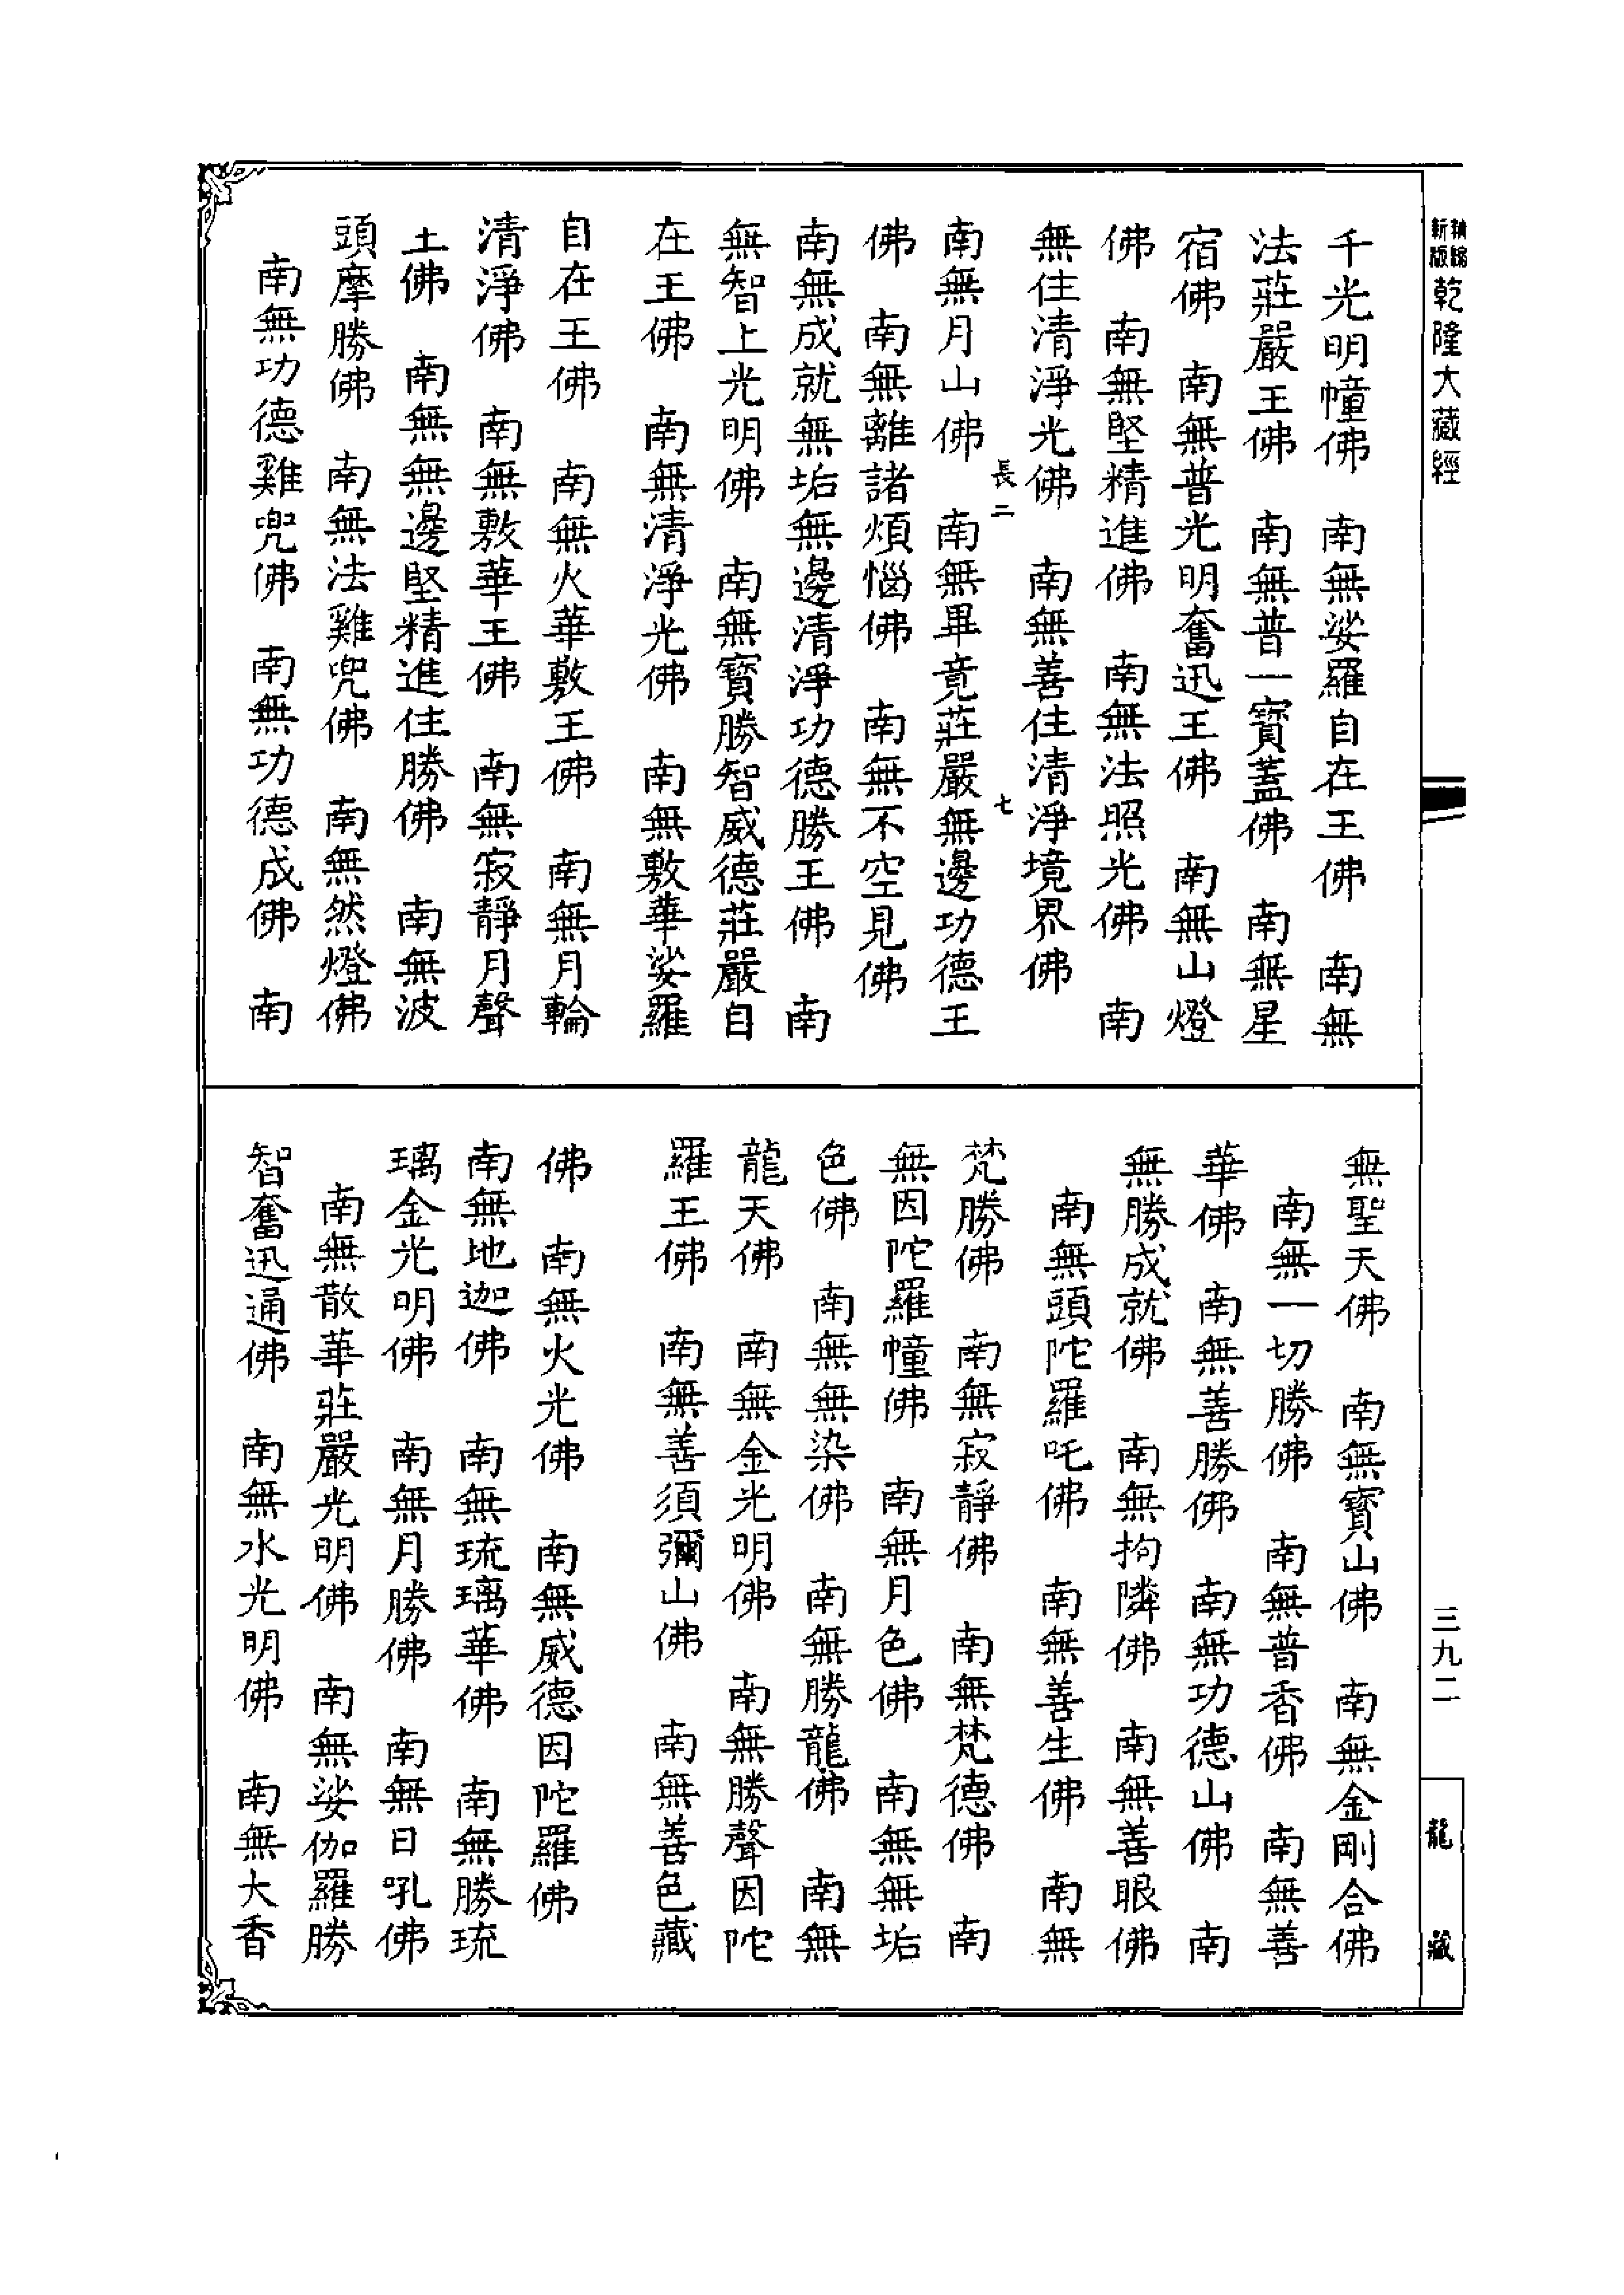 新版
乾隆大藏經
千光明幢佛　南無娑羅自在王佛　南無
法莊嚴王佛　南無普一寶蓋佛　南無星
宿佛　南無普光明奮迅王佛　南無山燈
佛　南無堅精進佛　南無法照光佛　南
無住清淨光佛　南無善住清淨境界佛
長二　七
南無月山佛　南無畢竟莊嚴無邊功德王
佛　南無離諸煩惱佛　南無不空見佛
南無成就無垢無邊清淨功德勝王佛　南
無智上光明佛　南無寶勝智威德莊嚴自
在王佛　南無清淨光佛　南無敷華娑羅
自在王佛　南無火華敷王佛　南無月輪
清淨佛　南無敷華王佛　南無寂靜月聲
土佛　南無無邊堅精進住勝佛　南無波
頭摩勝佛　南無法雞兜佛　南無然燈佛
南無功德雞兜佛　南無功德成佛　南
無聖天佛　南無寶山佛　南無金剛合佛
南無一切勝佛　南無普香佛　南無善
華佛　南無善勝佛　南無功德山佛　南
無勝成就佛　南無拘隣佛　南無善眼佛
南無頭陀羅吒佛　南無善生佛　南無
梵勝佛　南無寂靜佛　南無梵德佛　南
無因陀羅幢佛　南無月色佛　南無無垢
色佛　南無無染佛　南無勝龍佛　南無
龍天佛　南無金光明佛　南無勝聲因陀
羅王佛　南無善須彌山佛　南無善色藏
佛　南無火光佛　南無威德因陀羅佛
南無地迦佛　南無琉璃華佛　南無勝琉
璃金光明佛　南無月勝佛　南無日吼佛
南無散華莊嚴光明佛　南無娑伽羅勝
智奮迅通佛　南無水光明佛　南無大香
三九二
龍藏